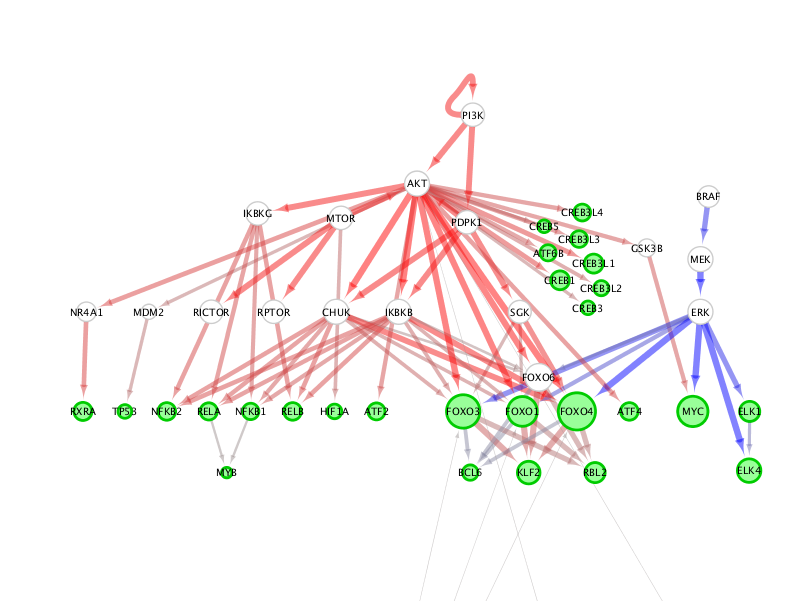 PI3K
AKT
BRAF
IKBKG
MTOR
PDPK1
CREB3L4
CREB5
CREB3L3
GSK3B
ATF6B
CREB3L1
MEK
CREB1
CREB3L2
CREB3
NR4A1
MDM2
RICTOR
RPTOR
CHUK
IKBKB
SGK
ERK
FOXO6
RXRA
TP53
NFKB2
RELA
NFKB1
RELB
HIF1A
ATF2
FOXO3
FOXO1
FOXO4
ATF4
MYC
ELK1
MYB
BCL6
KLF2
RBL2
ELK4